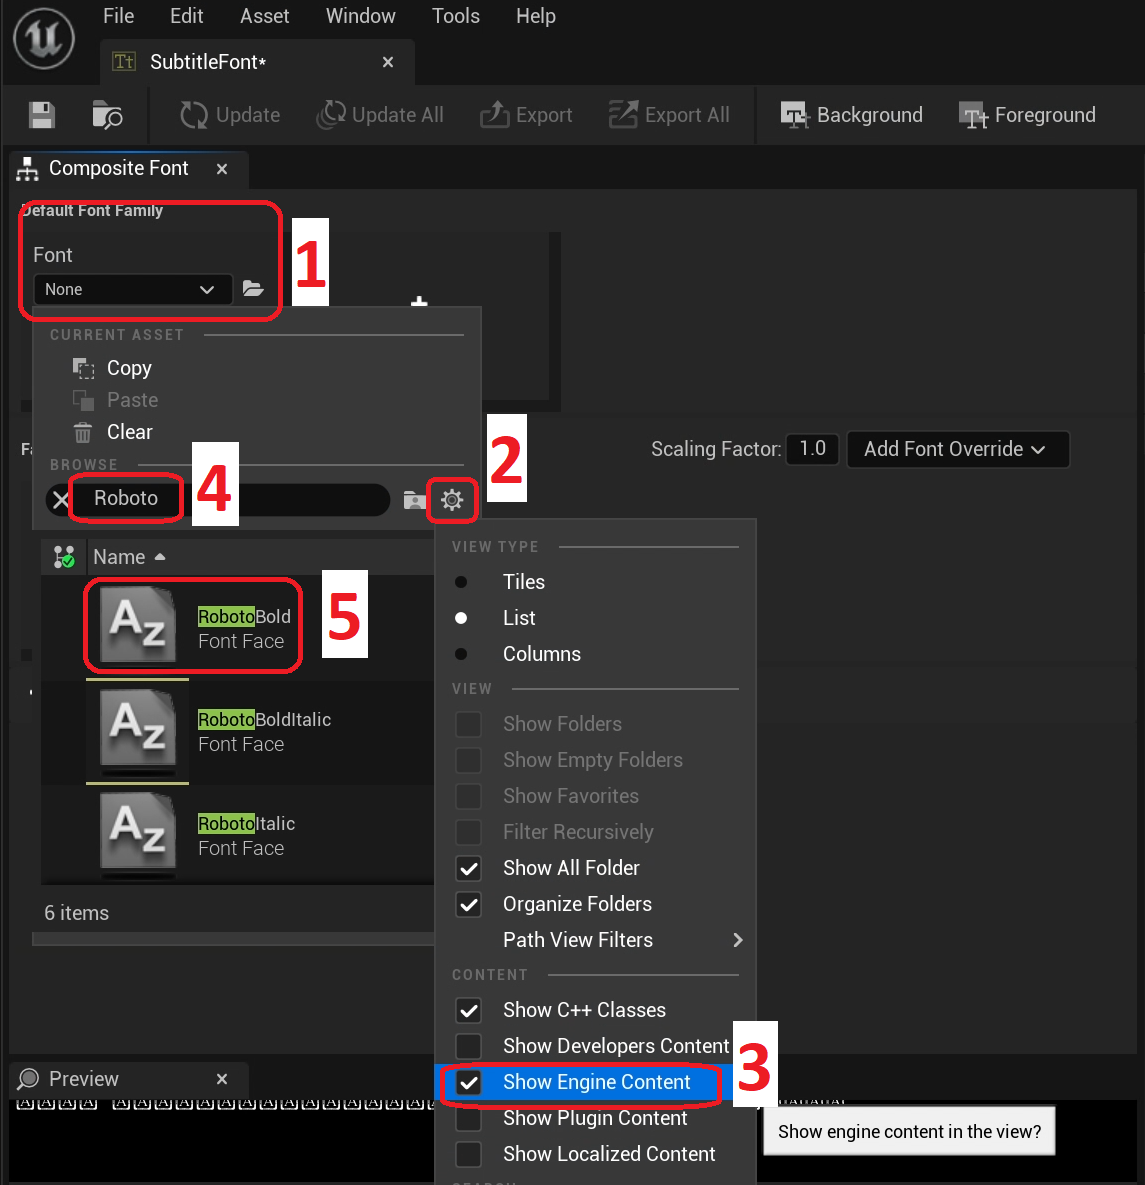 File Edit Asset Window Tools Help
SubtitleFont*
Update Update All Export Export All Background Foreground
Composite Font
Default Font Family
Font
None
1
CURRENT ASSET
Copy
Paste
Clear
BROWSE
Roboto
4
2
Scaling Factor: 1.0 Add Font Override
Name
RobotoBold
Font Face
5
RobotoBoldItalic
Font Face
RobotoItalic
Font Face
6 items
VIEW TYPE
Tiles
List
Columns
VIEW
Show Folders
Show Empty Folders
Show Favorites
Filter Recursively
Show All Folder
Organize Folders
Path View Filters
CONTENT
Show C++ Classes
Show Developers Content
Show Engine Content
3
Show Plugin Content
Show Localized Content
Show engine content in the view?
Preview